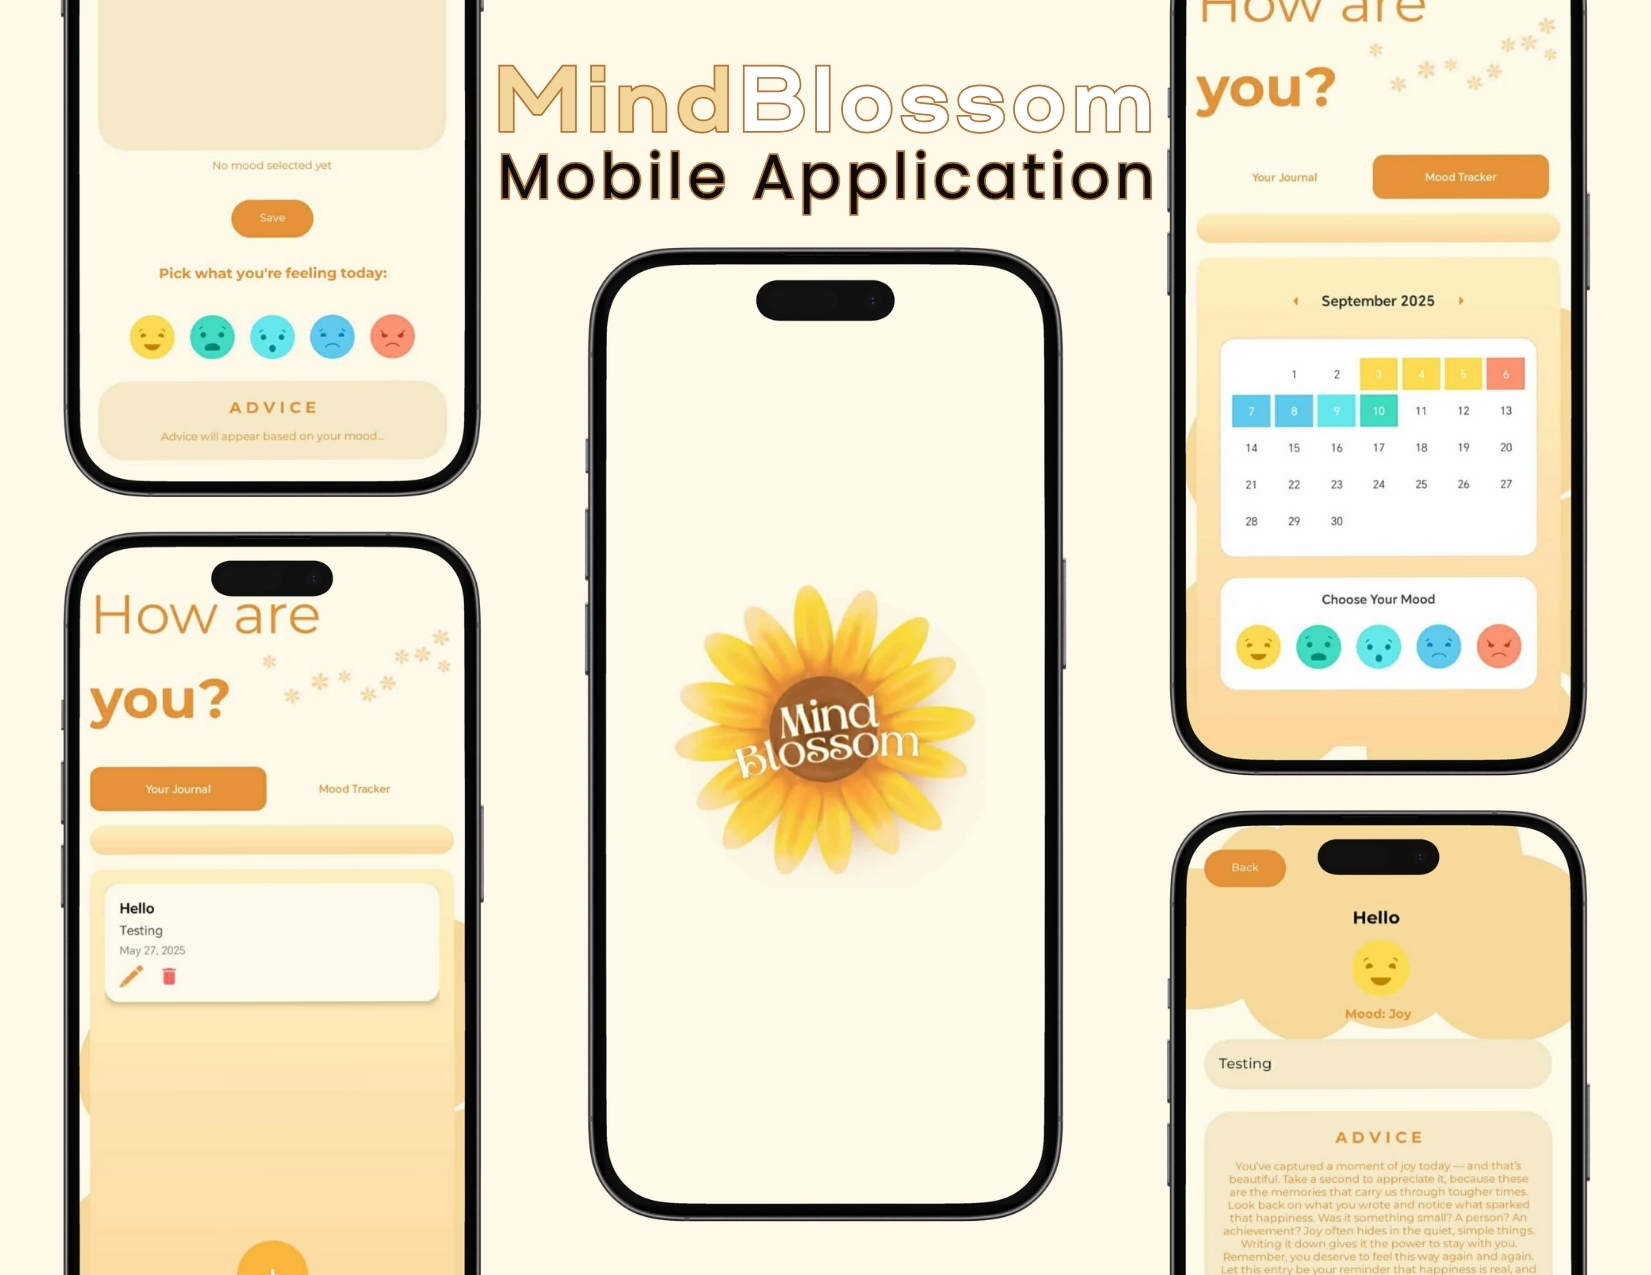 MindBlossom
Mobile Application
No mood selected yet
Save
Pick what you're feeling today:
ADVICE
Advice will appear based on your mood...
How are
you?
Your Journal
Mood Tracker
Hello
Testing
May 27, 2025
Mind
Blossom
How are
you?
Your Journal
Mood Tracker
September 2025
1 2 3 4 5 6
7 8 9 10 11 12 13
14 15 16 17 18 19 20
21 22 23 24 25 26 27
28 29 30
Choose Your Mood
Back
Hello
Mood: Joy
Testing
ADVICE
You've captured a moment of joy today — and that's
beautiful. Take a second to appreciate it, because these
are the memories that carry us through tougher times.
Look back on what you wrote and notice what sparked
that happiness. Was it something small? A person? An
achievement? Joy often hides in the quiet, simple things.
Writing it down gives it the power to stay with you.
Remember, you deserve to feel this way again and again.
Let this entry be your reminder that happiness is real, and